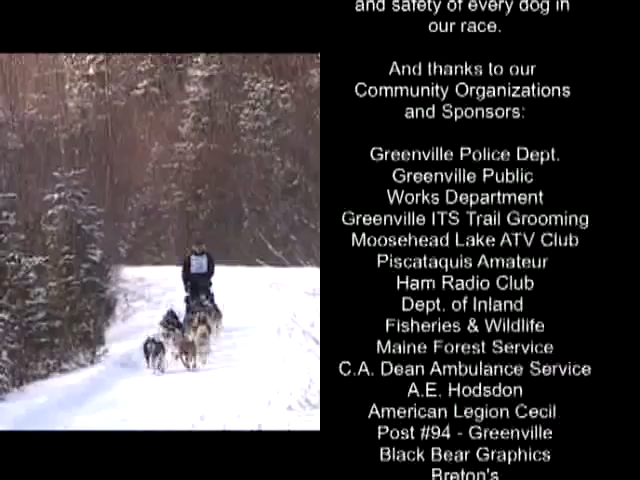 and safety of every dog in
our race.
And thanks to our
Community Organizations
and Sponsors:
Greenville Police Dept.
Greenville Public
Works Department
Greenville ITS Trail Grooming
Moosehead Lake ATV Club
Piscataquis Amateur
Ham Radio Club
Dept. of Inland
Fisheries & Wildlife
Maine Forest Service
C.A. Dean Ambulance Service
A.E. Hodsdon
American Legion Cecil
Post #94 - Greenville
Black Bear Graphics
Breton's